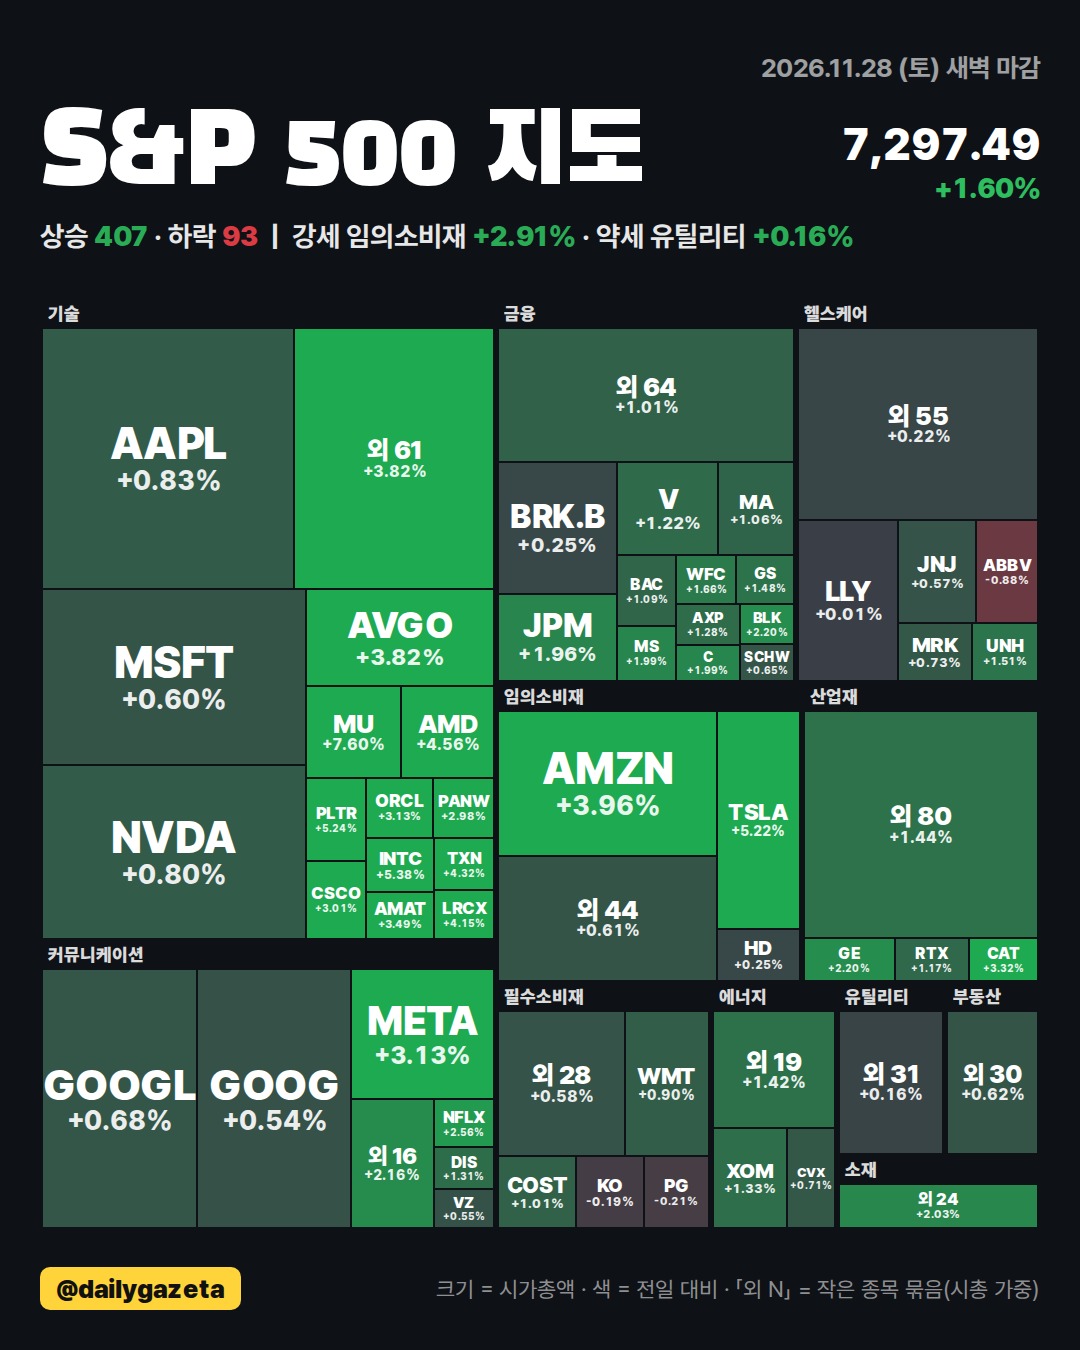 2026.11.28 (토) 새벽 마감
S&P 500 지도
7,297.49
+1.60%
상승 407 · 하락 93 | 강세 임의소비재 +2.91% · 약세 유틸리티 +0.16%
기술
AAPL
+0.83%
외 61
+3.82%
MSFT
+0.60%
AVGO
+3.82%
MU
+7.60%
AMD
+4.56%
NVDA
+0.80%
PLTR
+5.24%
ORCL
+3.13%
PANW
+2.98%
INTC
+5.38%
TXN
+4.32%
CSCO
+3.01%
AMAT
+3.49%
LRCX
+4.15%
금융
외 64
+1.01%
BRK.B
+0.25%
V
+1.22%
MA
+1.06%
JPM
+1.96%
BAC
+1.09%
WFC
+1.66%
GS
+1.48%
AXP
+1.28%
BLK
+2.20%
MS
+1.99%
C
+1.99%
SCHW
+0.65%
헬스케어
외 55
+0.22%
LLY
+0.01%
JNJ
+0.57%
ABBV
-0.88%
MRK
+0.73%
UNH
+1.51%
임의소비재
AMZN
+3.96%
TSLA
+5.22%
외 44
+0.61%
HD
+0.25%
산업재
외 80
+1.44%
GE
+2.20%
RTX
+1.17%
CAT
+3.32%
커뮤니케이션
GOOGL
+0.68%
GOOG
+0.54%
META
+3.13%
외 16
+2.16%
NFLX
+2.56%
DIS
+1.31%
VZ
+0.55%
필수소비재
외 28
+0.58%
WMT
+0.90%
COST
+1.01%
KO
-0.19%
PG
-0.21%
에너지
외 19
+1.42%
XOM
+1.33%
CVX
+0.71%
유틸리티
외 31
+0.16%
부동산
외 30
+0.62%
소재
외 24
+2.03%
@dailygazeta
크기 = 시가총액 · 색 = 전일 대비 · 「외 N」 = 작은 종목 묶음(시총 가중)